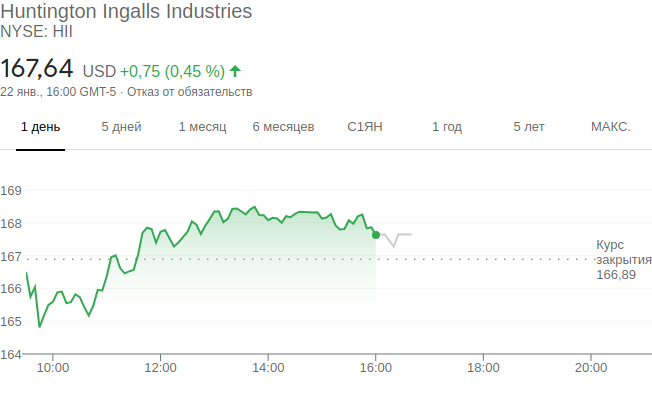 Huntington Ingalls Industries
NYSE: HII
167,64 USD +0,75 (0,45 %)
22 янв., 16:00 GMT-5 · Отказ от обязательств
1 день 5 дней 1 месяц 6 месяцев С1ЯН 1 год 5 лет МАКС.
169
168
167
166
165
164
Курс
закрытия
166,89
10:00 12:00 14:00 16:00 18:00 20:00